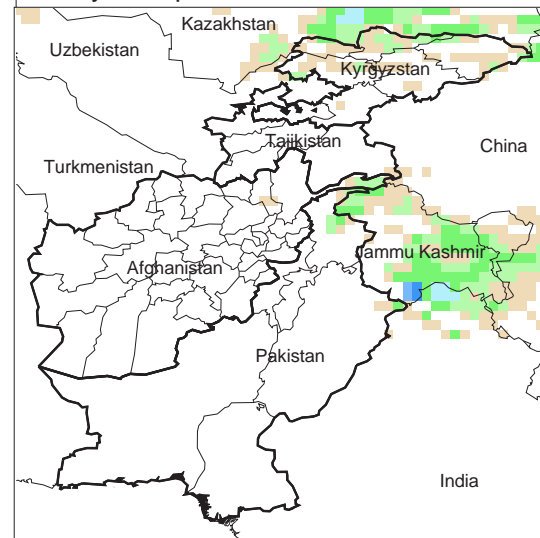 Kazakhstan
Uzbekistan
Kyrgyzstan
Tajikistan
China
Turkmenistan
Jammu Kashmir
Afghanistan
Pakistan
India